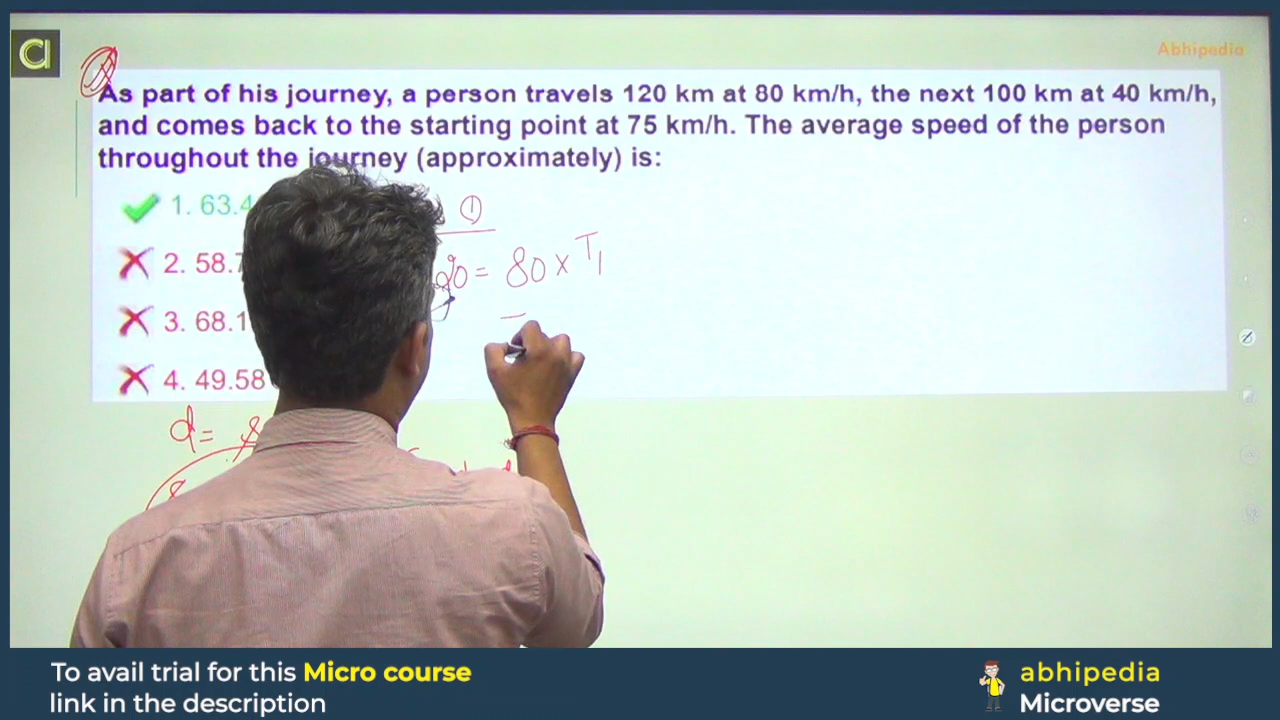 Abhipedia
As part of his journey, a person travels 120 km at 80 km/h, the next 100 km at 40 km/h,
and comes back to the starting point at 75 km/h. The average speed of the person
throughout the journey (approximately) is:
1. 63.4
①
2. 58.
20 = 80 × T1
3. 68.1
4. 49.58
d =
To avail trial for this Micro course
link in the description
abhipedia
Microverse